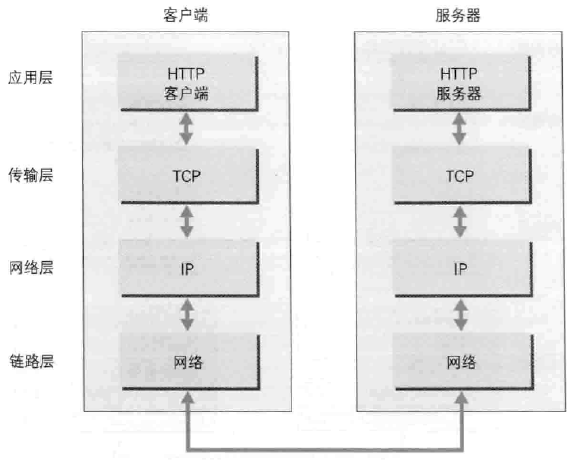 客户端 服务器
应用层 HTTP 客户端 HTTP 服务器
传输层 TCP TCP
网络层 IP IP
链路层 网络 网络